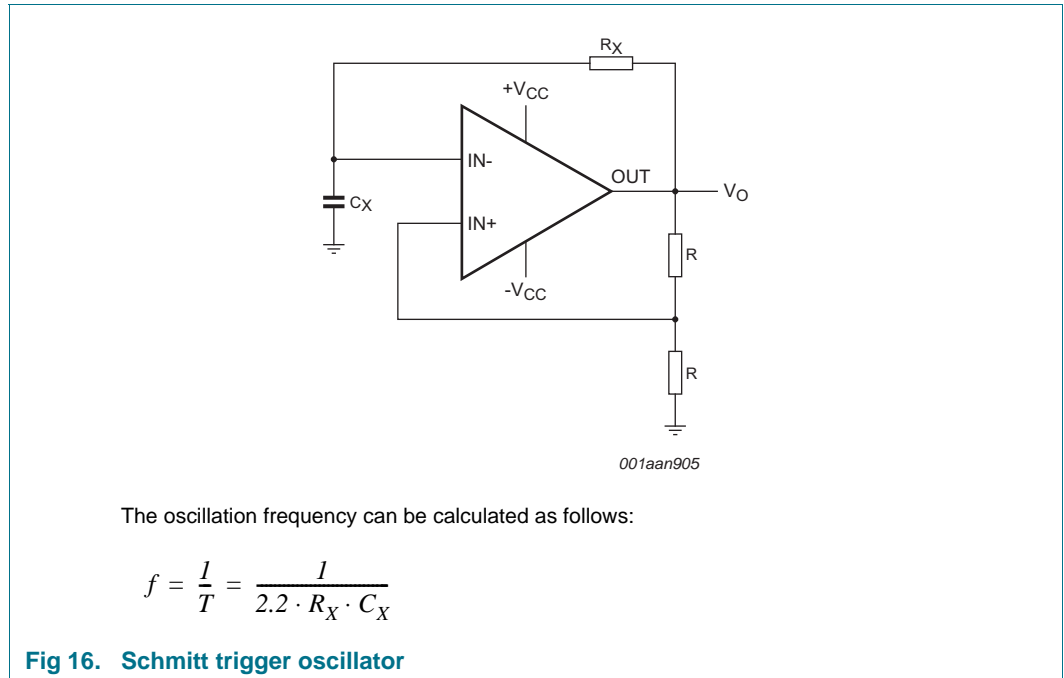 RX
+VCC
IN-
OUT
VO
CX
IN+
R
-VCC
R
001aan905
The oscillation frequency can be calculated as follows:
f = 1/T = 1/(2.2 · RX · CX)
Fig 16. Schmitt trigger oscillator